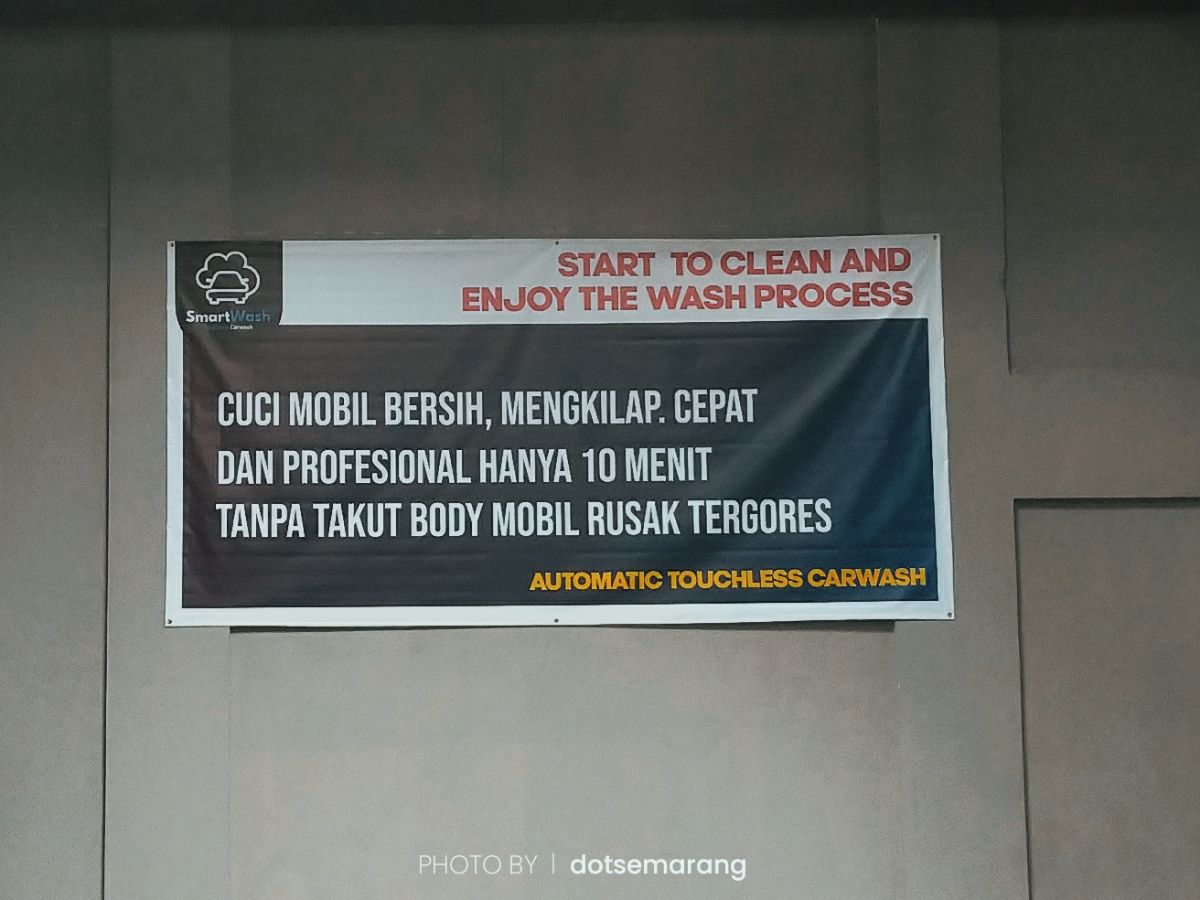 START TO CLEAN AND
ENJOY THE WASH PROCESS
SmartWash
Carwash
CUCI MOBIL BERSIH, MENGKILAP. CEPAT
DAN PROFESIONAL HANYA 10 MENIT
TANPA TAKUT BODY MOBIL RUSAK TERGORES
AUTOMATIC TOUCHLESS CARWASH
PHOTO BY | dotsemarang